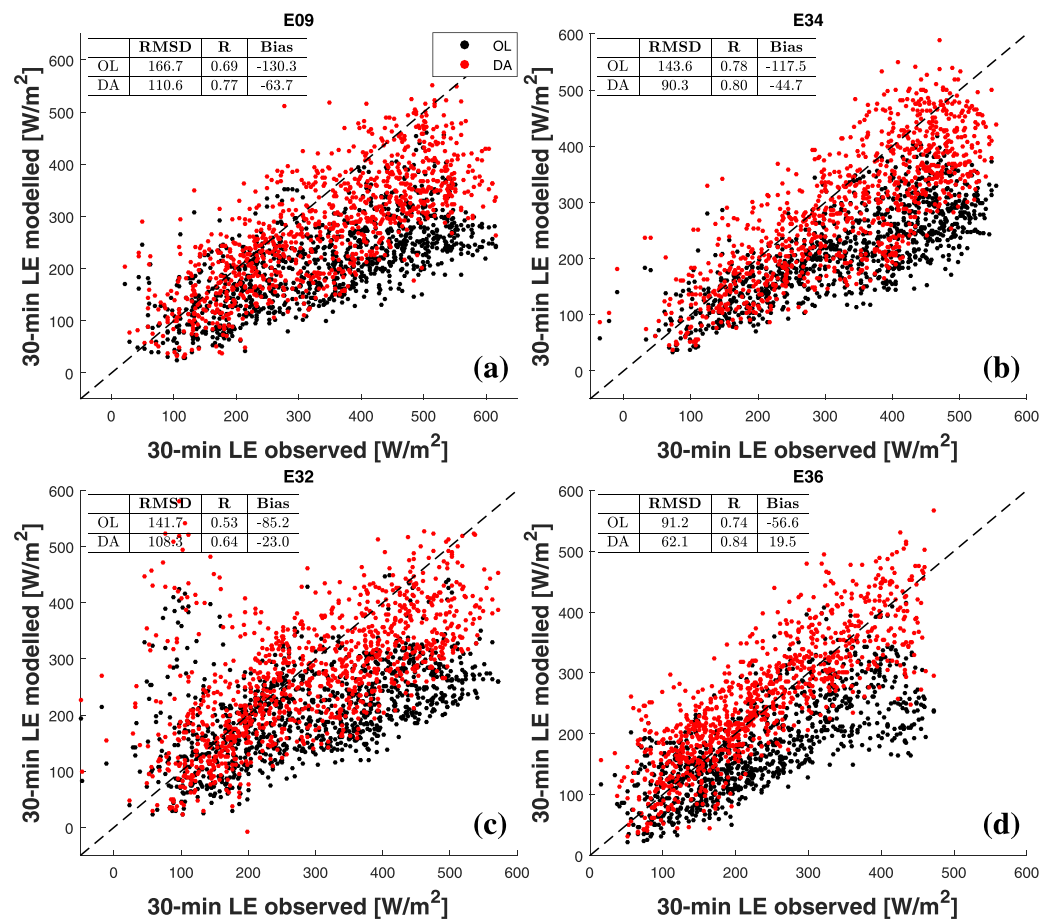 E09
RMSD R Bias
OL 166.7 0.69 -130.3
DA 110.6 0.77 -63.7
OL
DA
600
500
400
300
200
100
0
30-min LE modelled [W/m²]
(a)
0 100 200 300 400 500 600
30-min LE observed [W/m²]
E34
RMSD R Bias
OL 143.6 0.78 -117.5
DA 90.3 0.80 -44.7
600
500
400
300
200
100
0
30-min LE modelled [W/m²]
(b)
0 100 200 300 400 500 600
30-min LE observed [W/m²]
E32
RMSD R Bias
OL 141.7 0.53 -85.2
DA 108.3 0.64 -23.0
600
500
400
300
200
100
0
30-min LE modelled [W/m²]
(c)
0 100 200 300 400 500 600
30-min LE observed [W/m²]
E36
RMSD R Bias
OL 91.2 0.74 -56.6
DA 62.1 0.84 19.5
600
500
400
300
200
100
0
30-min LE modelled [W/m²]
(d)
0 100 200 300 400 500 600
30-min LE observed [W/m²]